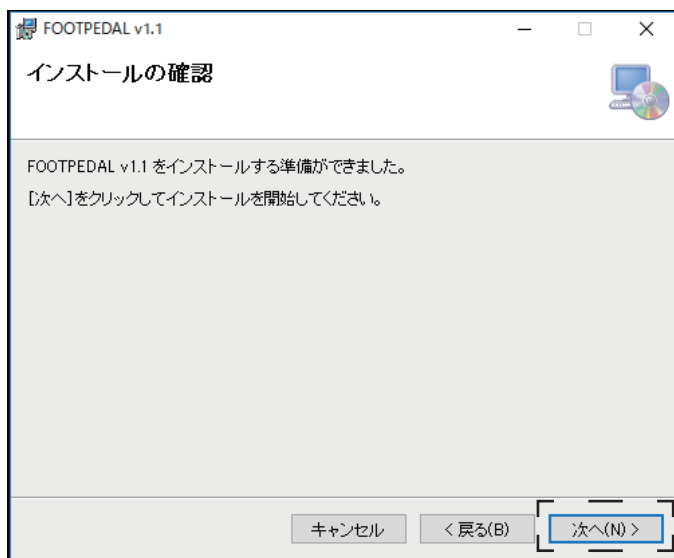 FOOTPEDAL v1.1
インストールの確認
FOOTPEDAL v1.1 をインストールする準備ができました。
[次へ]をクリックしてインストールを開始してください。
キャンセル
< 戻る(B)
次へ(N) >